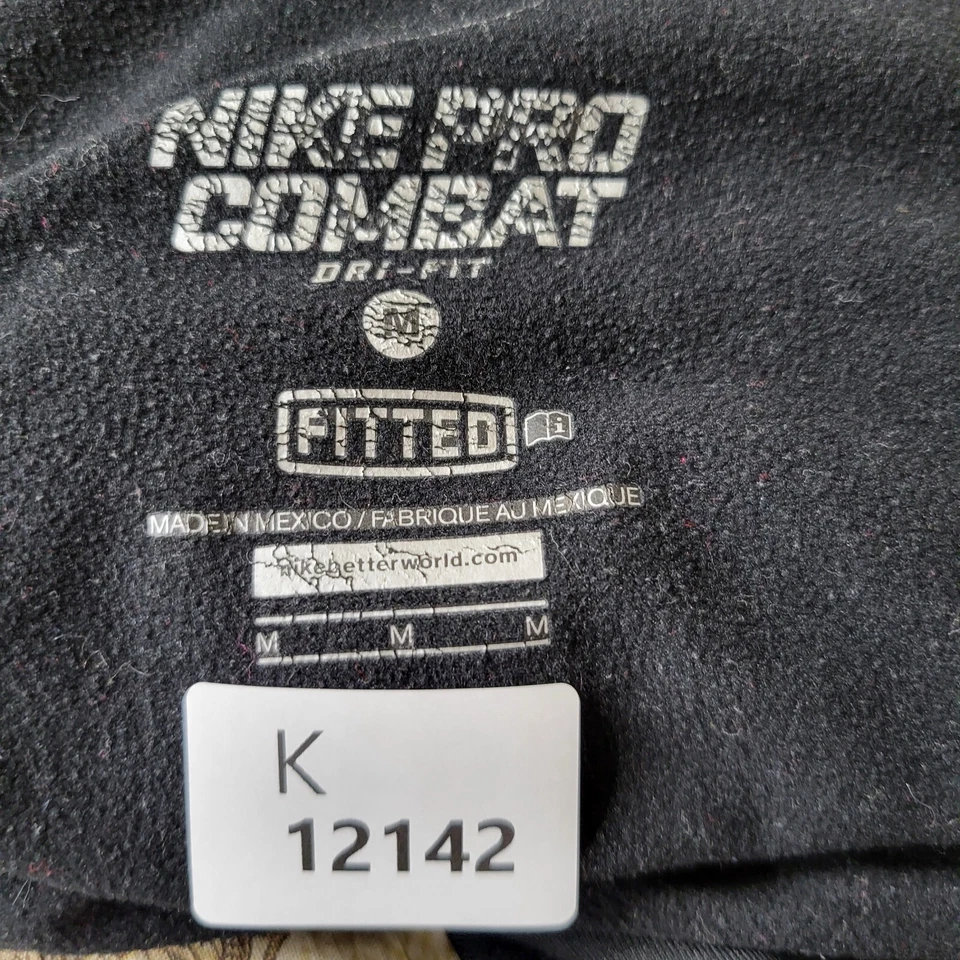 NIKE PRO
COMBAT
DRI-FIT
M
FITTED i
MADE IN MEXICO / FABRIQUE AU MEXIQUE
nikebetterworld.com
M M M
K
12142